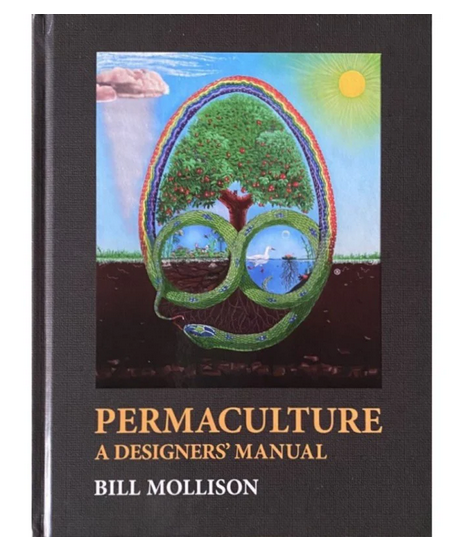 ®
PERMACULTURE
A DESIGNERS' MANUAL
BILL MOLLISON